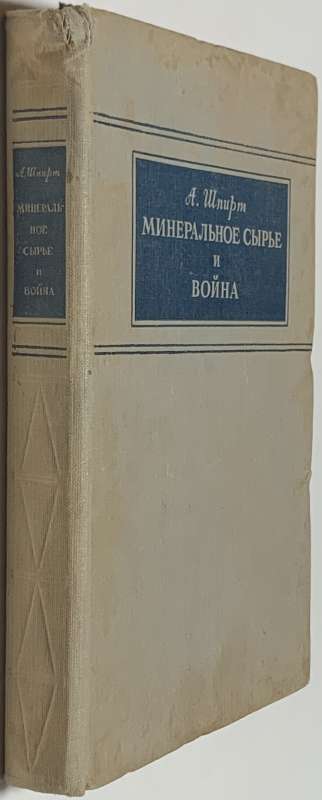 А. Шпирт
МИНЕРАЛЬ-
НОЕ
СЫРЬЕ
И
ВОЙНА
А. Шпирт
МИНЕРАЛЬНОЕ СЫРЬЕ
И
ВОЙНА